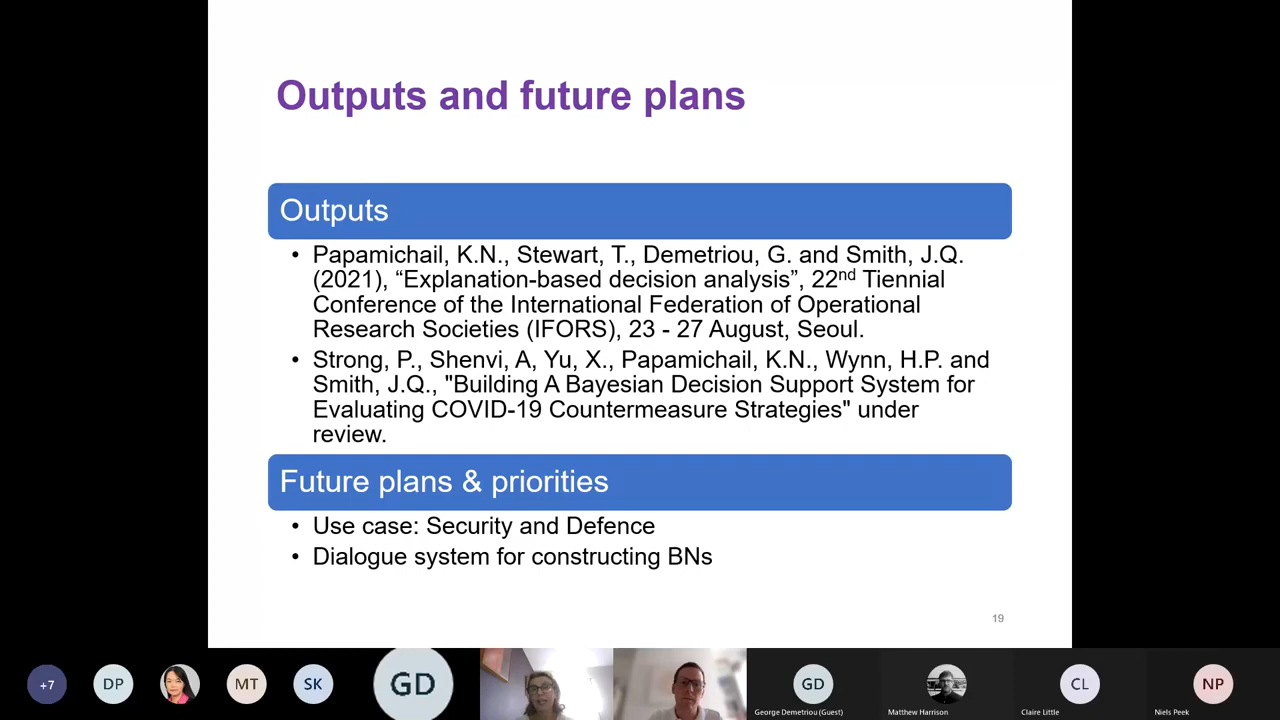 Outputs and future plans
Outputs
• Papamichail, K.N., Stewart, T., Demetriou, G. and Smith, J.Q.
(2021), “Explanation-based decision analysis”, 22nd Tiennial
Conference of the International Federation of Operational
Research Societies (IFORS), 23 - 27 August, Seoul.
• Strong, P., Shenvi, A, Yu, X., Papamichail, K.N., Wynn, H.P. and
Smith, J.Q., "Building A Bayesian Decision Support System for
Evaluating COVID-19 Countermeasure Strategies" under
review.
Future plans & priorities
• Use case: Security and Defence
• Dialogue system for constructing BNs
19
+7 DP MT SK GD GD CL NP
George Demetriou (Guest) Matthew Harrison Claire Little Niels Peek